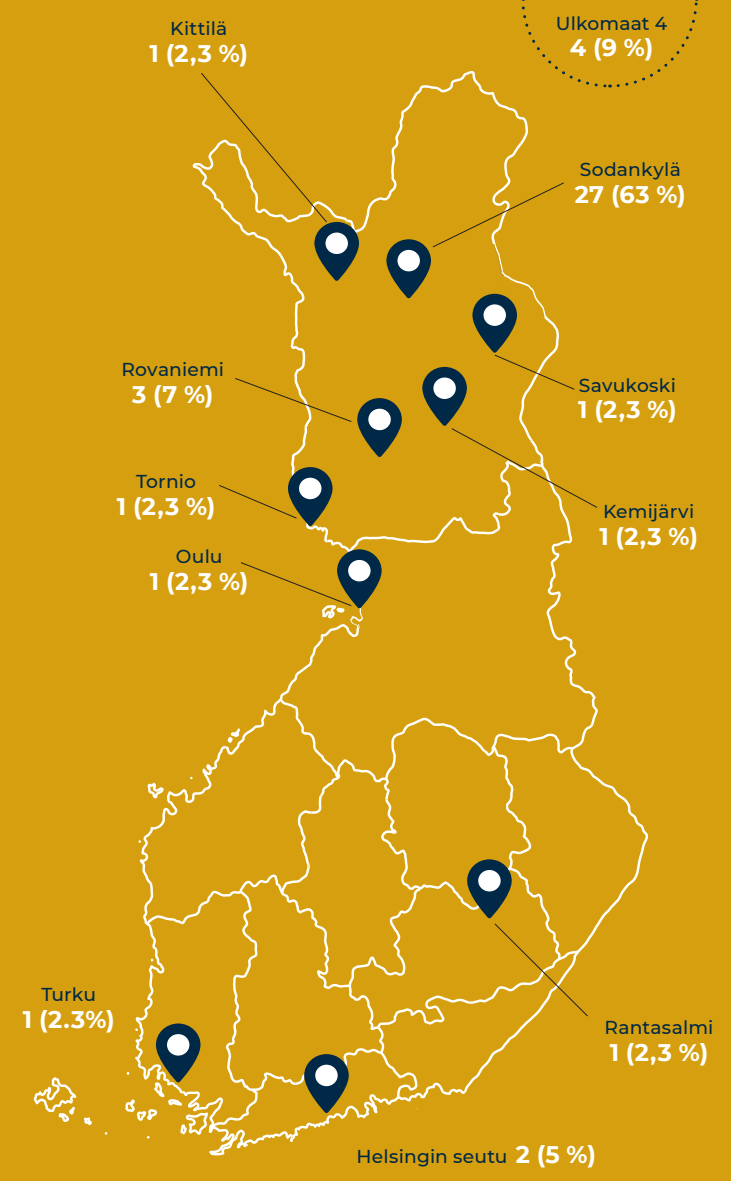 Ulkomaat 4
4 (9 %)
Kittilä
1 (2,3 %)
Sodankylä
27 (63 %)
Rovaniemi
3 (7 %)
Savukoski
1 (2,3 %)
Tornio
1 (2,3 %)
Kemijärvi
1 (2,3 %)
Oulu
1 (2,3 %)
Turku
1 (2.3%)
Rantasalmi
1 (2,3 %)
Helsingin seutu 2 (5 %)